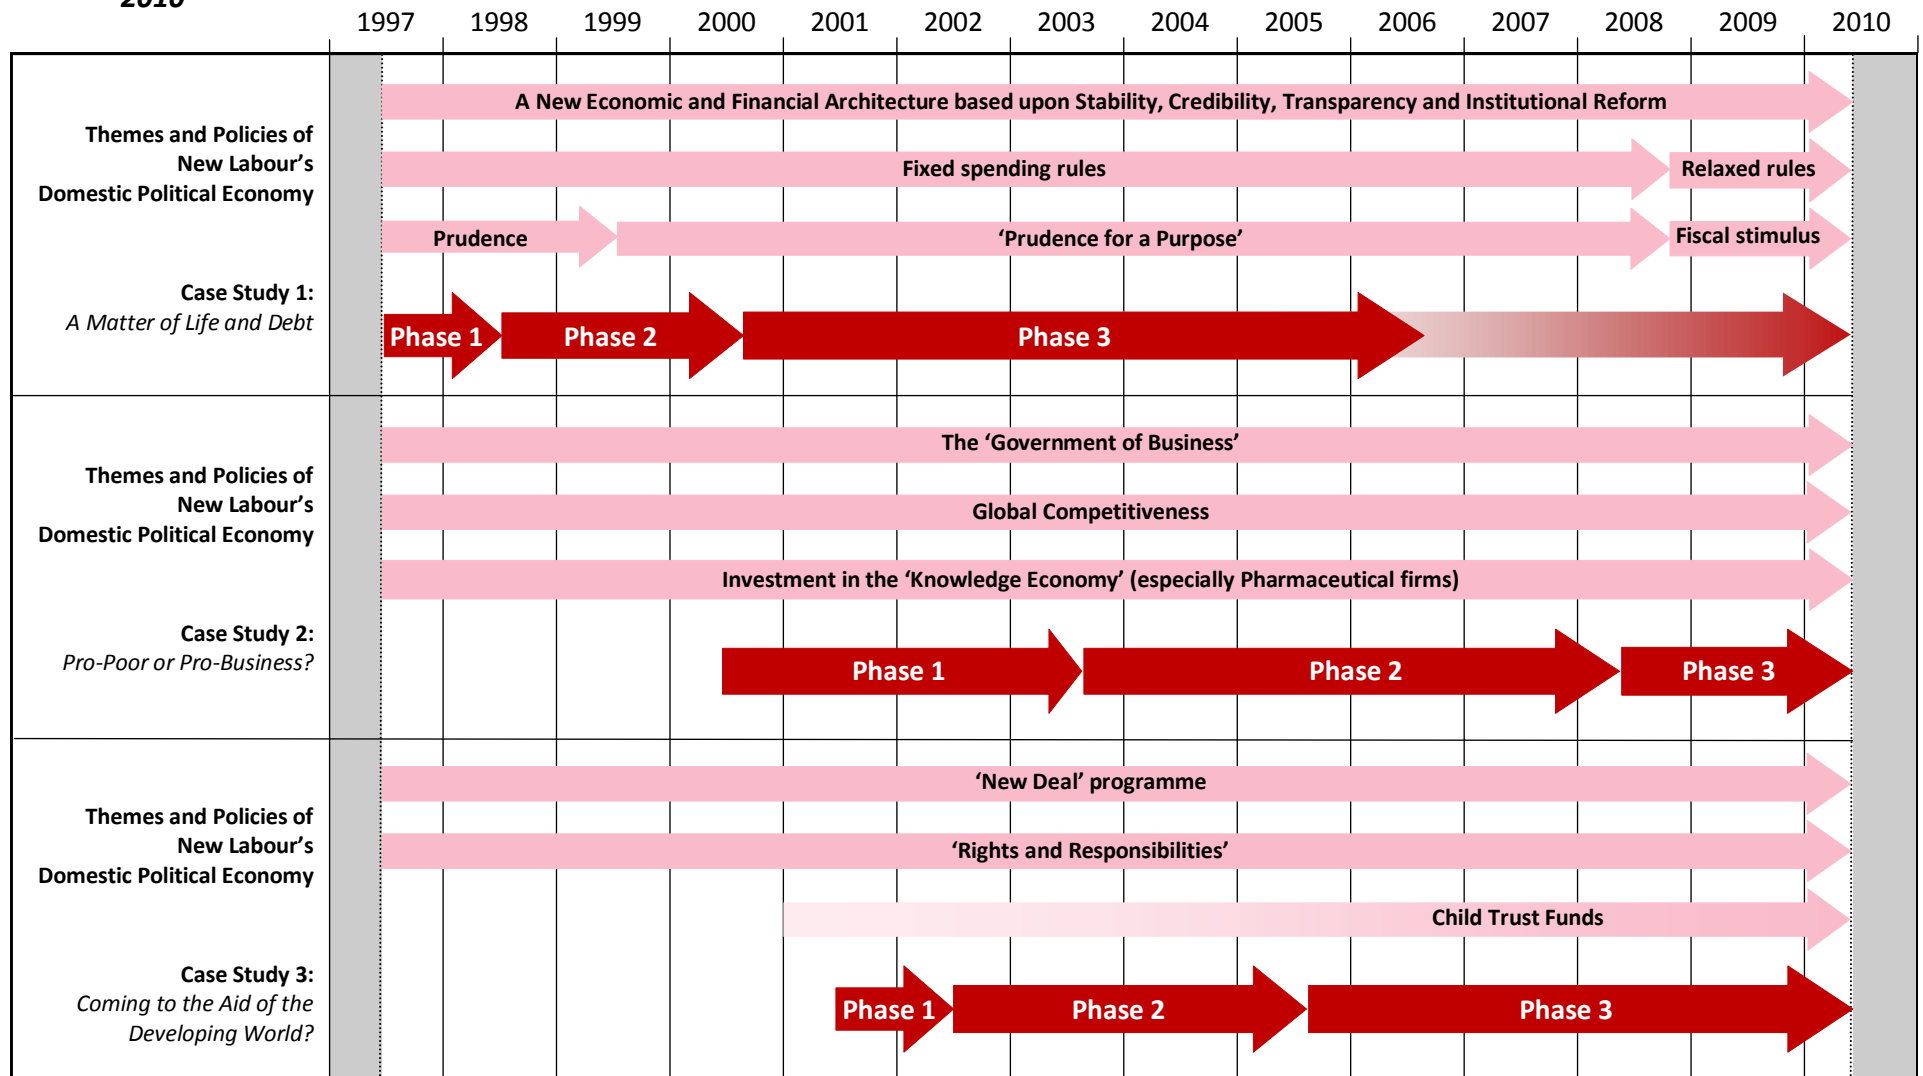 2010
1997 1998 1999 2000 2001 2002 2003 2004 2005 2006 2007 2008 2009 2010
Themes and Policies of
New Labour’s
Domestic Political Economy
A New Economic and Financial Architecture based upon Stability, Credibility, Transparency and Institutional Reform
Fixed spending rules
Relaxed rules
Prudence
‘Prudence for a Purpose’
Fiscal stimulus
Case Study 1:
A Matter of Life and Debt
Phase 1
Phase 2
Phase 3
Themes and Policies of
New Labour’s
Domestic Political Economy
The ‘Government of Business’
Global Competitiveness
Investment in the ‘Knowledge Economy’ (especially Pharmaceutical firms)
Case Study 2:
Pro-Poor or Pro-Business?
Phase 1
Phase 2
Phase 3
Themes and Policies of
New Labour’s
Domestic Political Economy
‘New Deal’ programme
‘Rights and Responsibilities’
Child Trust Funds
Case Study 3:
Coming to the Aid of the
Developing World?
Phase 1
Phase 2
Phase 3